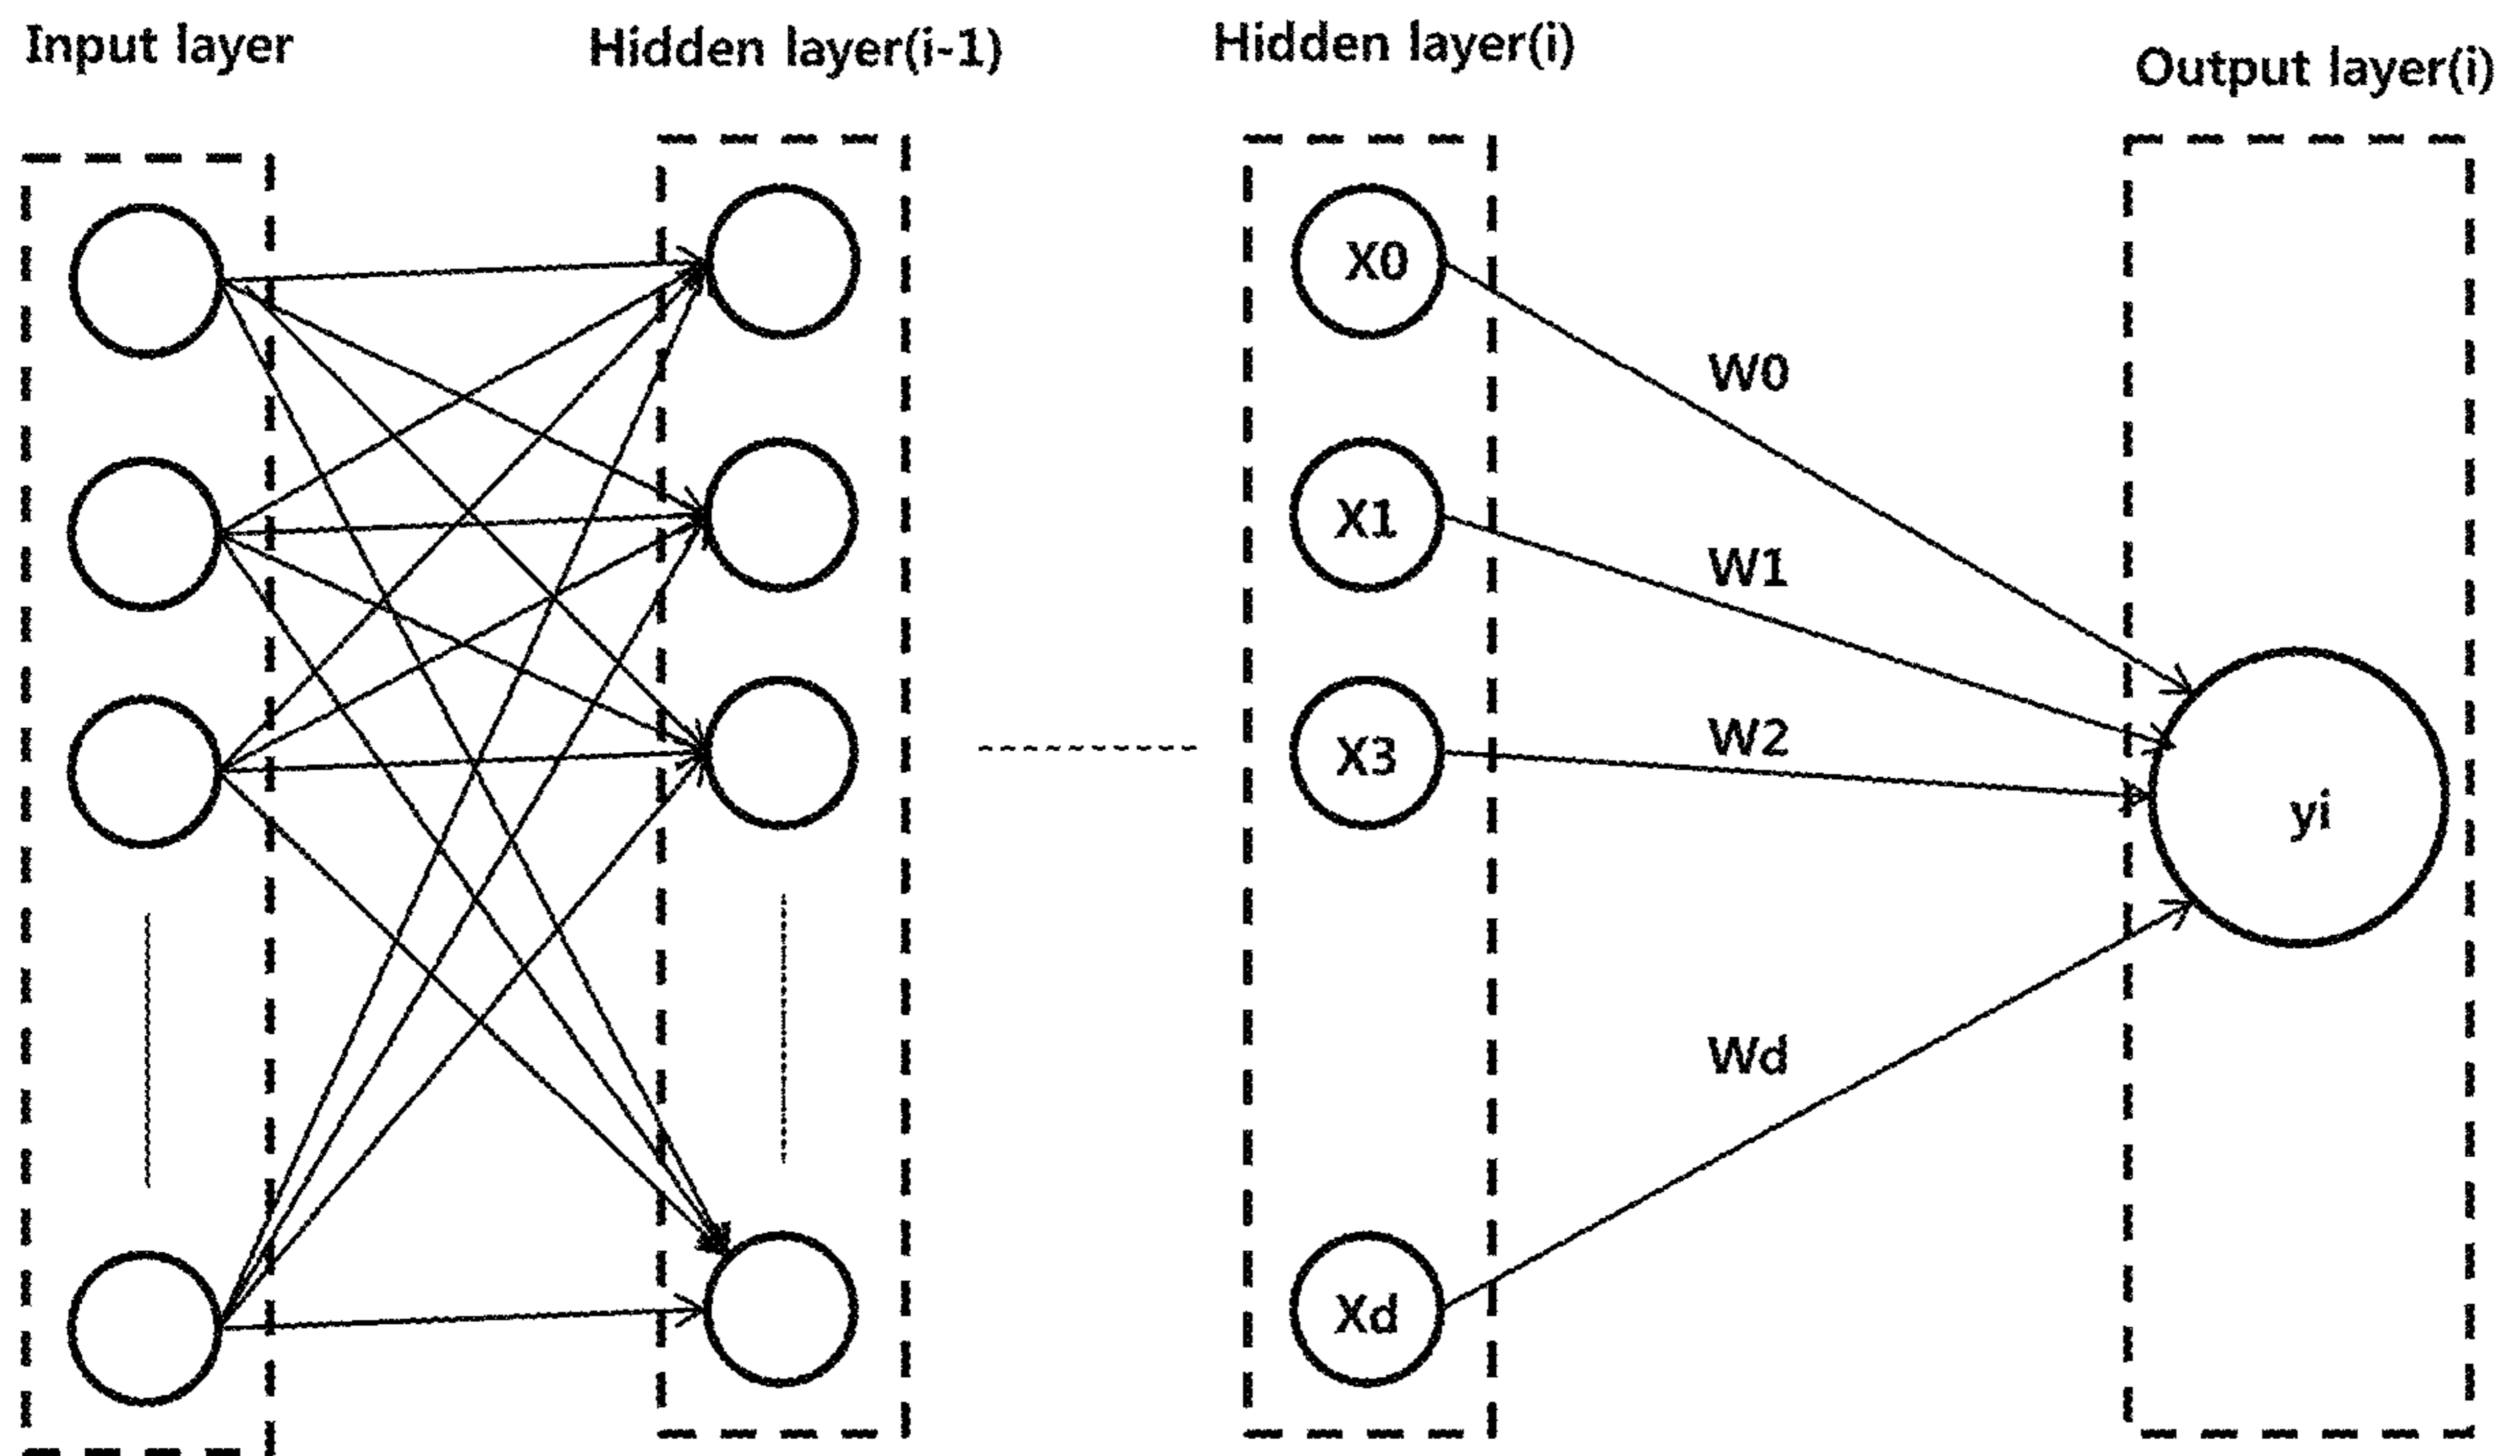 Input layer
Hidden layer(i-1)
Hidden layer(i)
Output layer(i)
X0
W0
X1
W1
X3
W2
yi
Wd
Xd